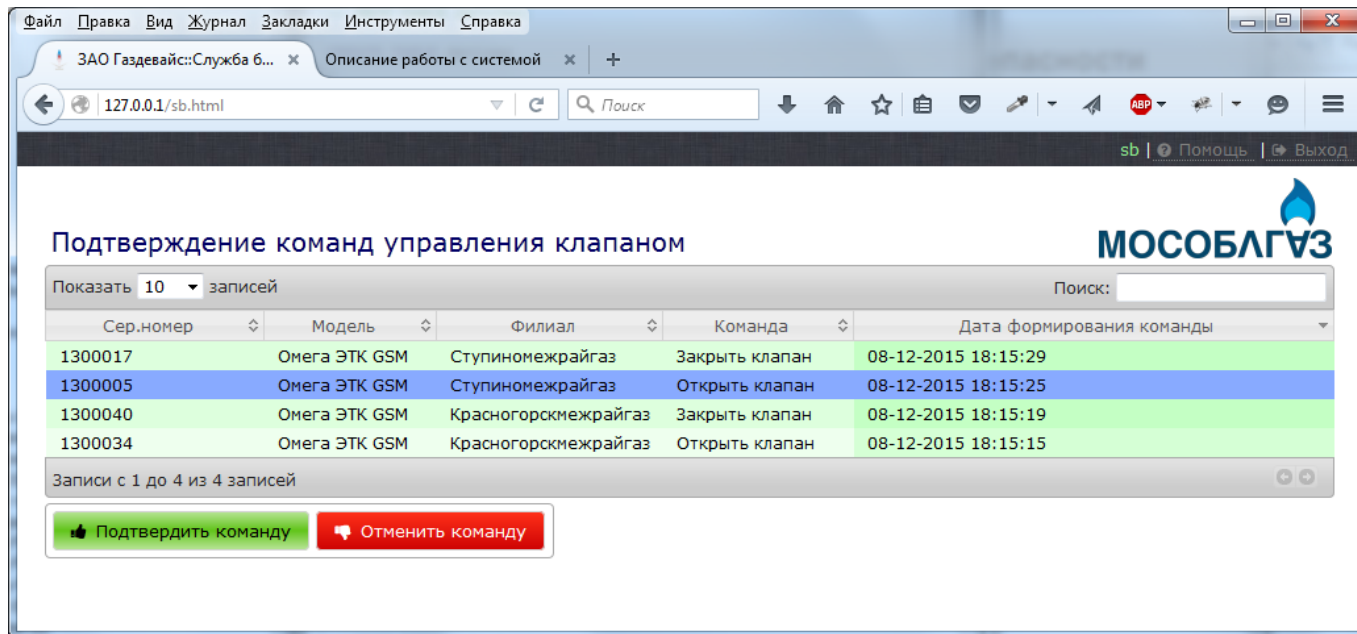 Файл Правка Вид Журнал Закладки Инструменты Справка
ЗАО Газдевайс::Служба б... Описание работы с системой
127.0.0.1/sb.html Поиск ABP
sb | Помощь | Выход
МОСОБЛГАЗ
Подтверждение команд управления клапаном
Показать 10 записей Поиск:
Сер.номер Модель Филиал Команда Дата формирования команды
1300017 Омега ЭТК GSM Ступиномежрайгаз Закрыть клапан 08-12-2015 18:15:29
1300005 Омега ЭТК GSM Ступиномежрайгаз Открыть клапан 08-12-2015 18:15:25
1300040 Омега ЭТК GSM Красногорскмежрайгаз Закрыть клапан 08-12-2015 18:15:19
1300034 Омега ЭТК GSM Красногорскмежрайгаз Открыть клапан 08-12-2015 18:15:15
Записи с 1 до 4 из 4 записей
Подтвердить команду Отменить команду